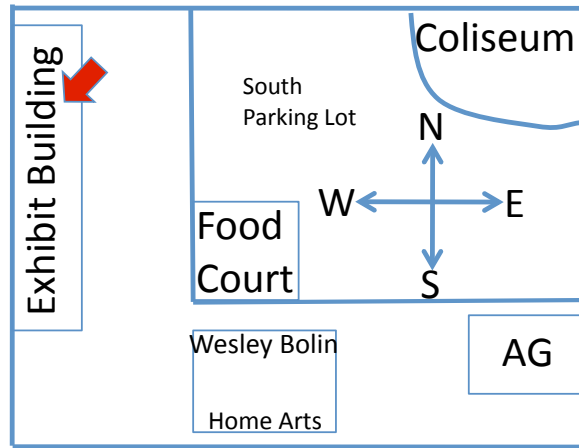 Coliseum
Exhibit Building
South
Parking Lot
N
W
E
S
Food
Court
Wesley Bolin
Home Arts
AG